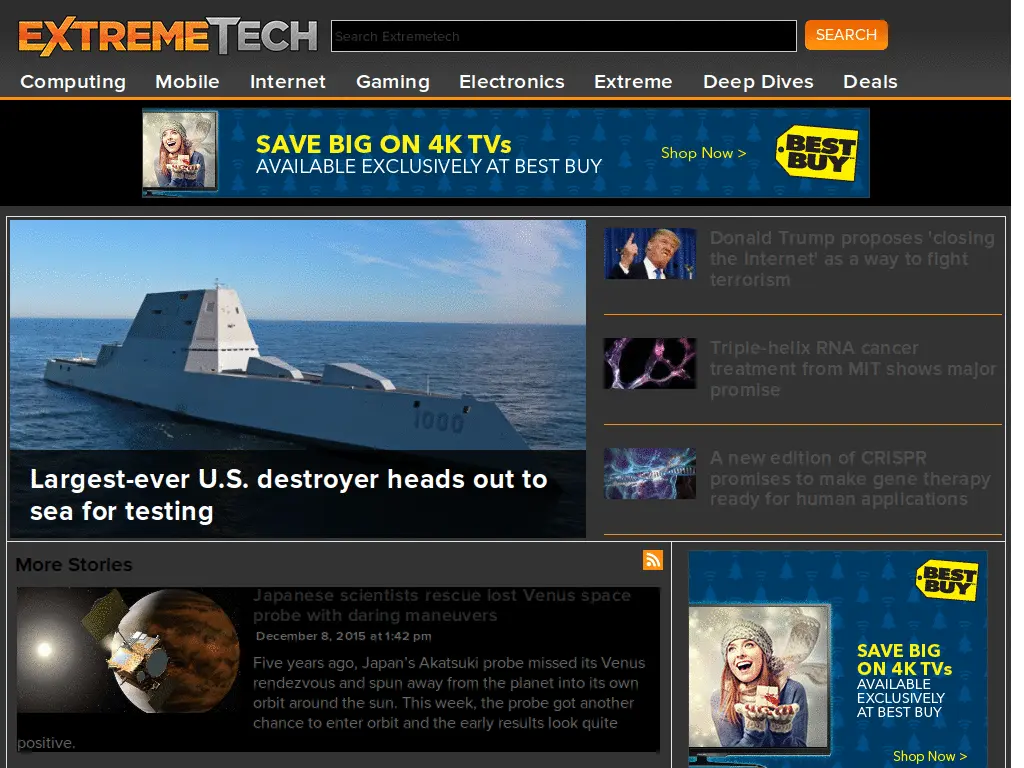 EXTREMETECH
Search Extremetech
SEARCH
Computing Mobile Internet Gaming Electronics Extreme Deep Dives Deals
SAVE BIG ON 4K TVs
AVAILABLE EXCLUSIVELY AT BEST BUY
Shop Now >
BEST
BUY
1000
Largest-ever U.S. destroyer heads out to
sea for testing
Donald Trump proposes 'closing
the Internet' as a way to fight
terrorism
Triple-helix RNA cancer
treatment from MIT shows major
promise
A new edition of CRISPR
promises to make gene therapy
ready for human applications
More Stories
Japanese scientists rescue lost Venus space
probe with daring maneuvers
December 8, 2015 at 1:42 pm
Five years ago, Japan's Akatsuki probe missed its Venus
rendezvous and spun away from the planet into its own
orbit around the sun. This week, the probe got another
chance to enter orbit and the early results look quite
positive.
BEST
BUY
SAVE BIG
ON 4K TVs
AVAILABLE
EXCLUSIVELY
AT BEST BUY
Shop Now >